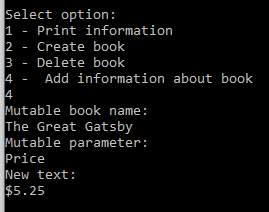 Select option:
1 - Print information
2 - Create book
3 - Delete book
4 -  Add information about book
4
Mutable book name:
The Great Gatsby
Mutable parameter:
Price
New text:
$5.25